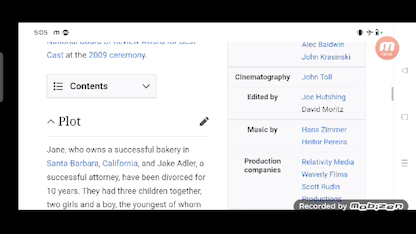 5:05 m
National Board of Review Award for Best
Cast at the 2009 ceremony.
Contents
Plot
Jane, who owns a successful bakery in
Santa Barbara, California, and Jake Adler, a
successful attorney, have been divorced for
10 years. They had three children together,
two girls and a boy, the youngest of whom
Alec Baldwin
John Krasinski
Cinematography John Toll
Edited by Joe Hutshing
David Moritz
Music by Hans Zimmer
Heitor Pereira
Production Relativity Media
companies Waverly Films
Scott Rudin
Productions
Recorded by Mobizen